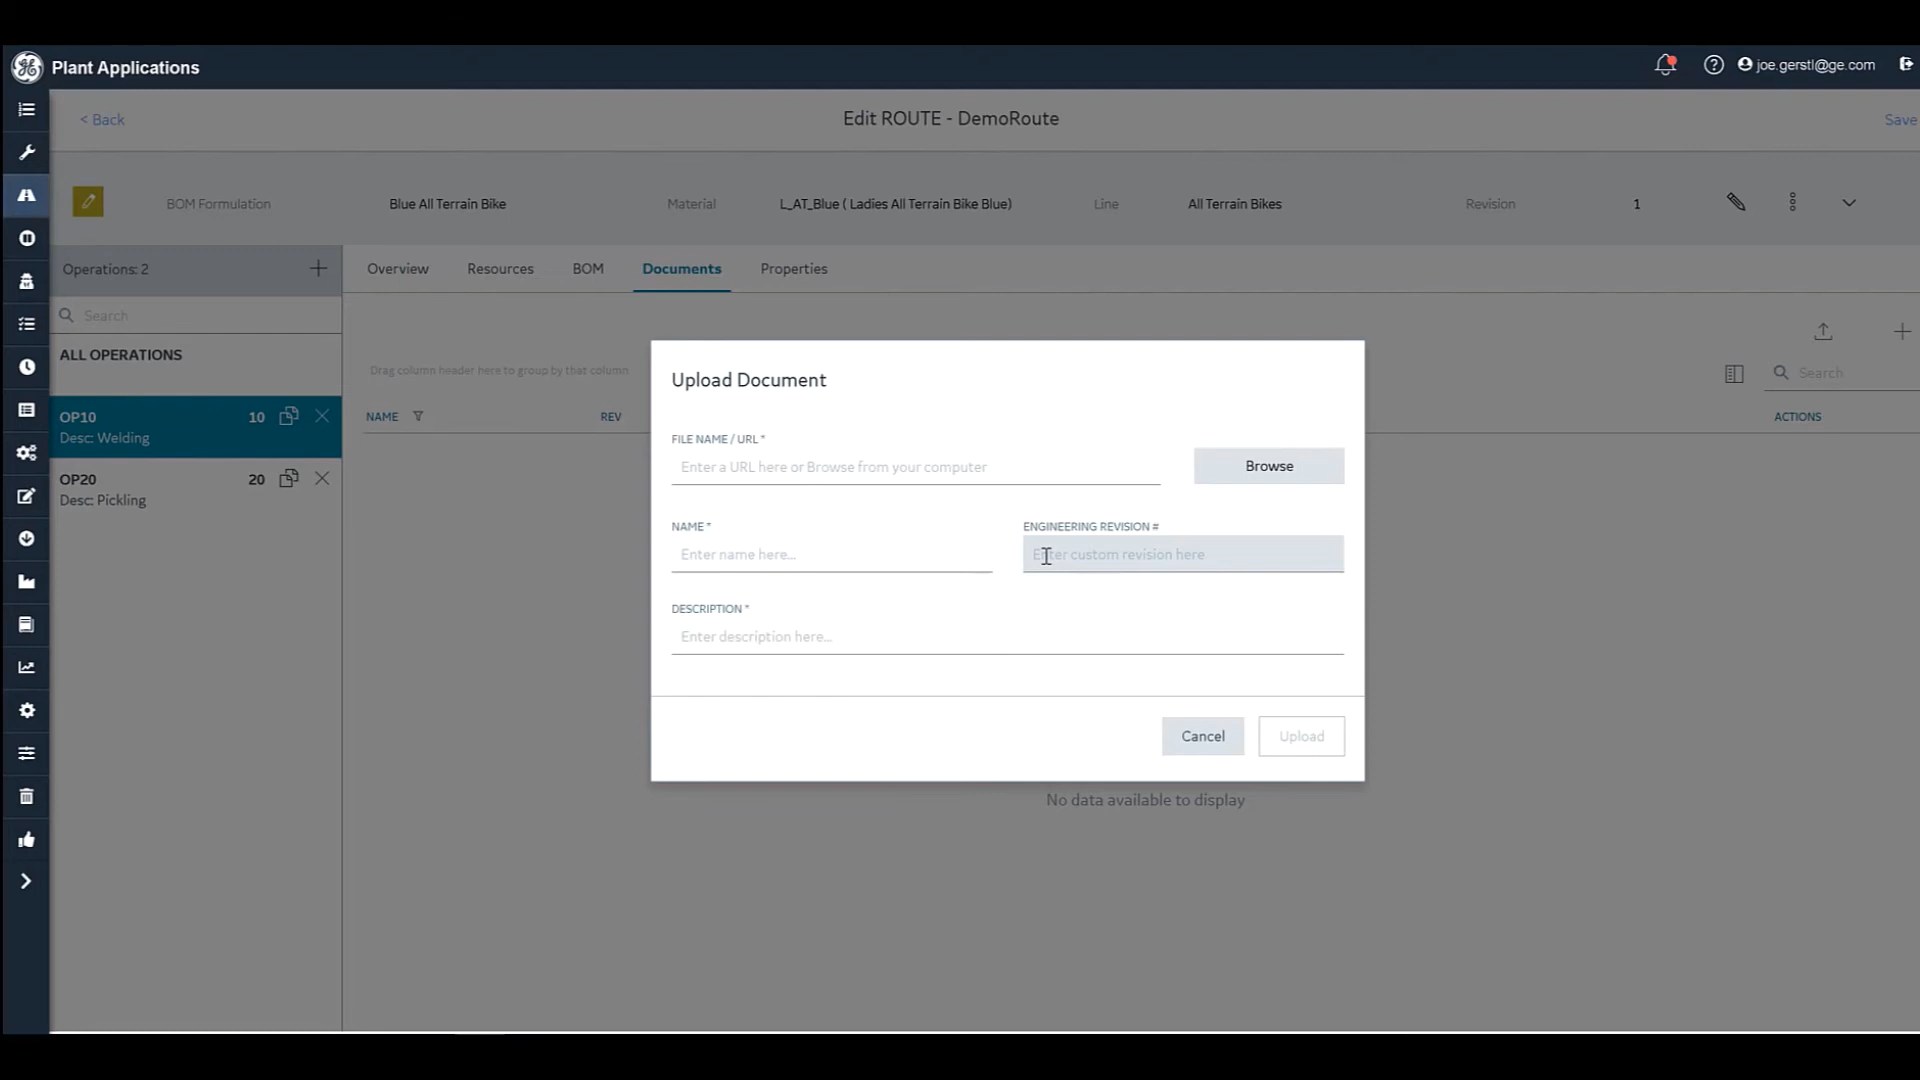 Plant Applications
joe.gerstl@ge.com
< Back
Edit ROUTE - DemoRoute
Save
BOM Formulation
Blue All Terrain Bike
Material
L_AT_Blue ( Ladies All Terrain Bike Blue)
Line
All Terrain Bikes
Revision
1
Operations: 2
Overview
Resources
BOM
Documents
Properties
Search
ALL OPERATIONS
OP10
10
Desc: Welding
OP20
20
Desc: Pickling
Drag column header here to group by that column
Search
NAME
REV
ACTIONS
Upload Document
FILE NAME / URL *
Enter a URL here or Browse from your computer
Browse
NAME *
Enter name here...
ENGINEERING REVISION #
Enter custom revision here
DESCRIPTION *
Enter description here...
Cancel
Upload
No data available to display